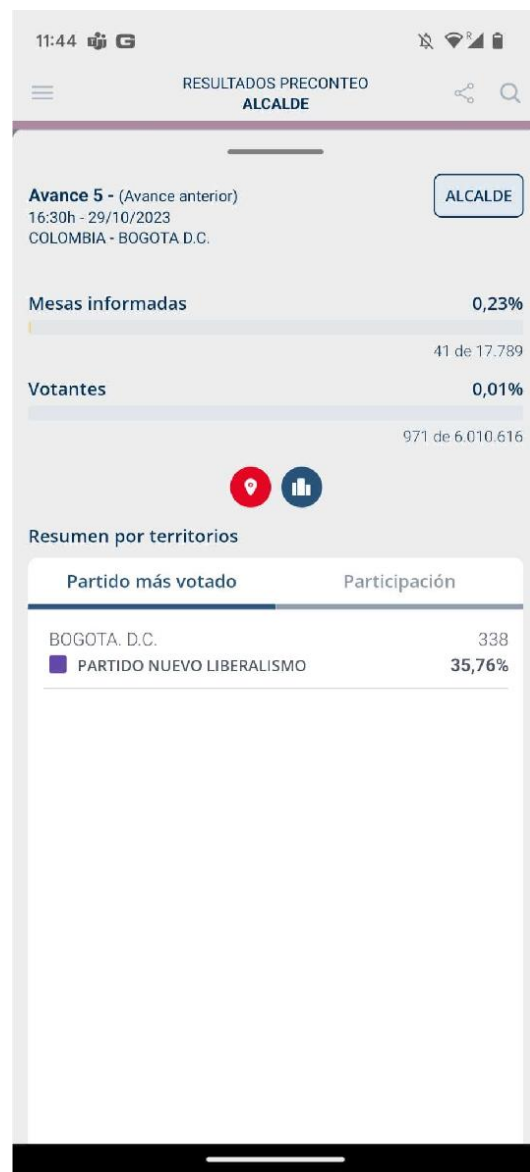 11:44
RESULTADOS PRECONTEO
ALCALDE
Avance 5 - (Avance anterior)
16:30h - 29/10/2023
COLOMBIA - BOGOTA D.C.
ALCALDE
Mesas informadas 0,23%
41 de 17.789
Votantes 0,01%
971 de 6.010.616
Resumen por territorios
Partido más votado Participación
BOGOTA. D.C. 338
PARTIDO NUEVO LIBERALISMO 35,76%